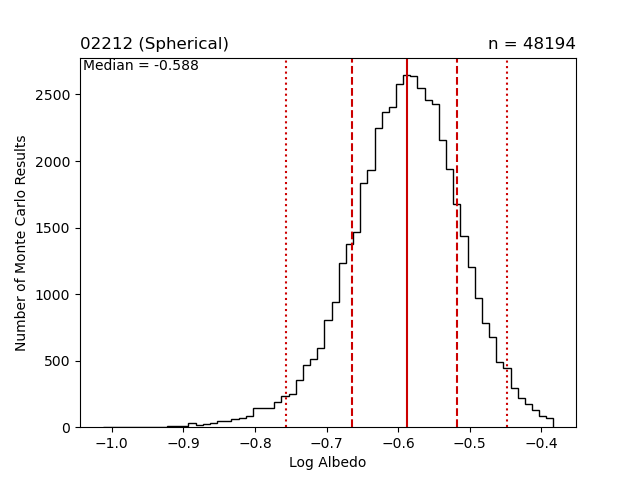 02212 (Spherical)
n = 48194
Median = -0.588
2500
2000
1500
1000
500
0
Number of Monte Carlo Results
−1.0
−0.9
−0.8
−0.7
−0.6
−0.5
−0.4
Log Albedo